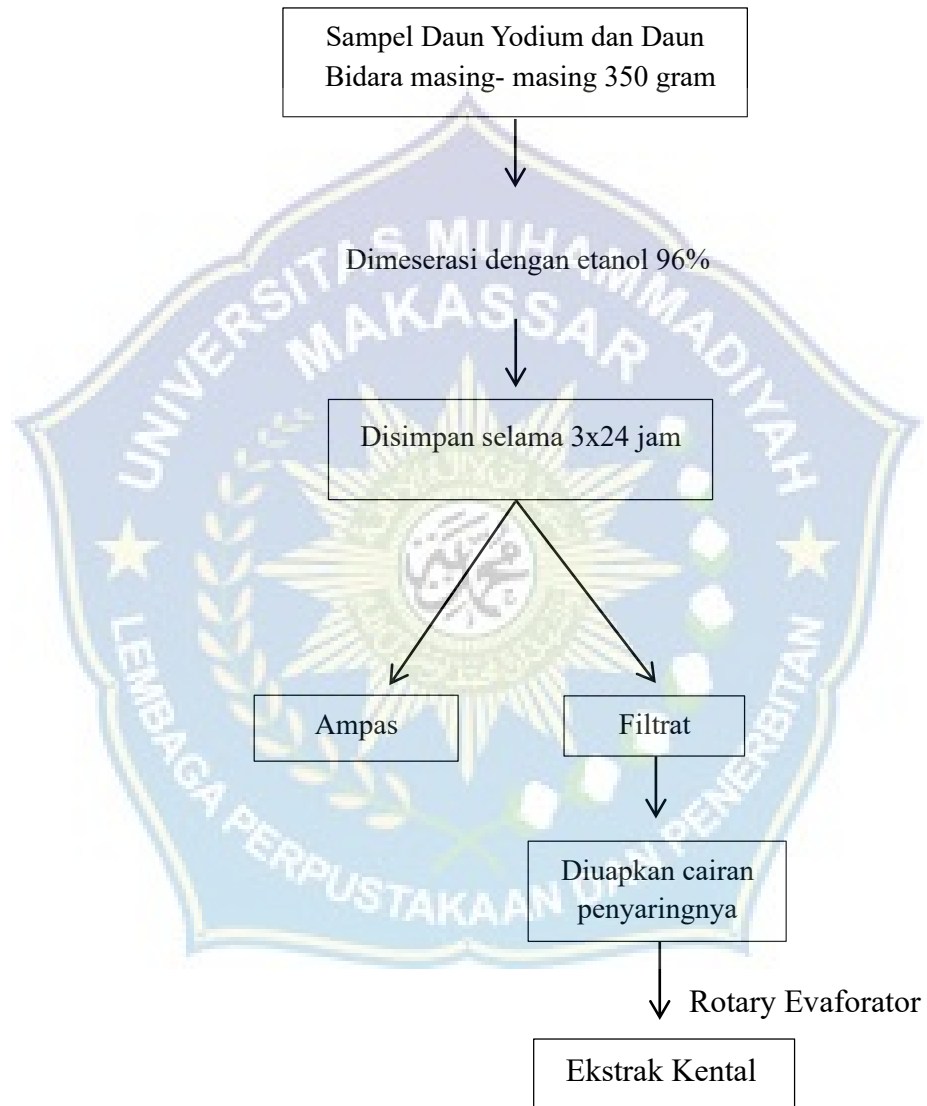 Sampel Daun Yodium dan Daun
Bidara masing- masing 350 gram
Dimeserasi dengan etanol 96%
UNIVERSITAS MUHAMMADIYAH
MAKASSAR
Disimpan selama 3x24 jam
Ampas
Filtrat
Diuapkan cairan
penyaringnya
Rotary Evaforator
Ekstrak Kental
LEMBAGA PERPUSTAKAAN DAN PENERBITAN